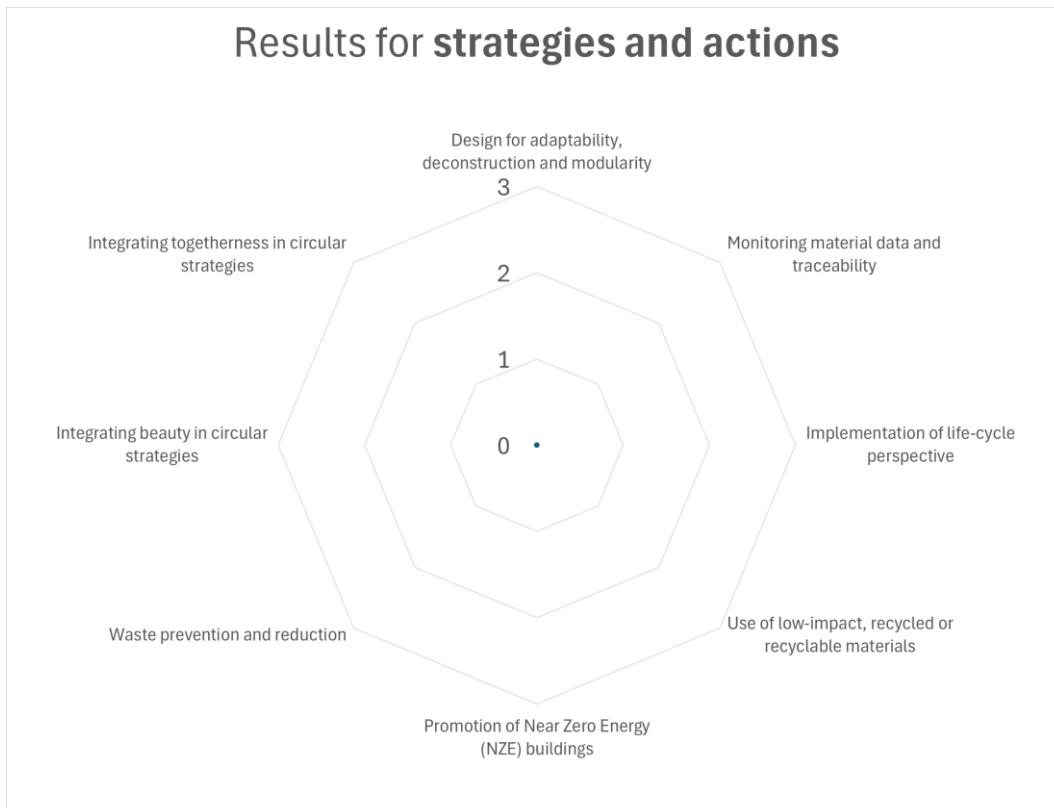 Results for strategies and actions
Design for adaptability,
deconstruction and modularity
3
Integrating togetherness in circular
strategies
Monitoring material data and
traceability
2
1
Integrating beauty in circular
strategies
0
Implementation of life-cycle
perspective
Waste prevention and reduction
Use of low-impact, recycled or
recyclable materials
Promotion of Near Zero Energy
(NZE) buildings